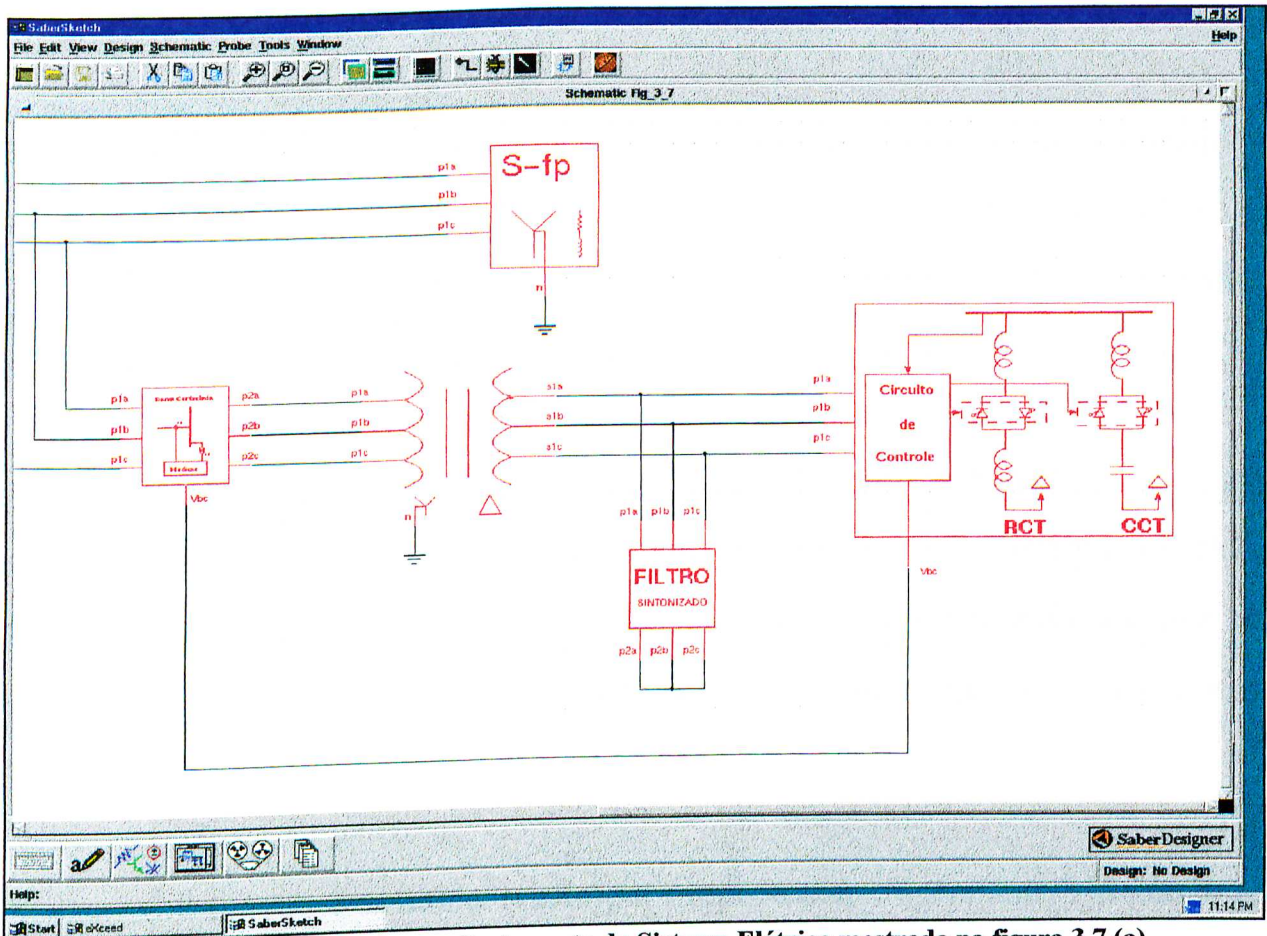 SaberSketch
File Edit View Design Schematic Probe Tools Window Help
Schematic Fig_3_7
p1a
p1b
p1c
S-fp
n
p1a
p1b
p1c
p2a
p2b
p2c
Vbc
p1a
p1b
p1c
n
s1a
s1b
s1c
p1a p1b p1c
FILTRO
SINTONIZADO
p2a p2b p2c
p1a
p1b
p1c
Circuito
de
Controle
RCT CCT
Vbc
SaberDesigner
Design: No Design
Help:
Start eXceed SaberSketch 11:14 PM
Sistema Elétrico mostrado na figura 3.7 (a)